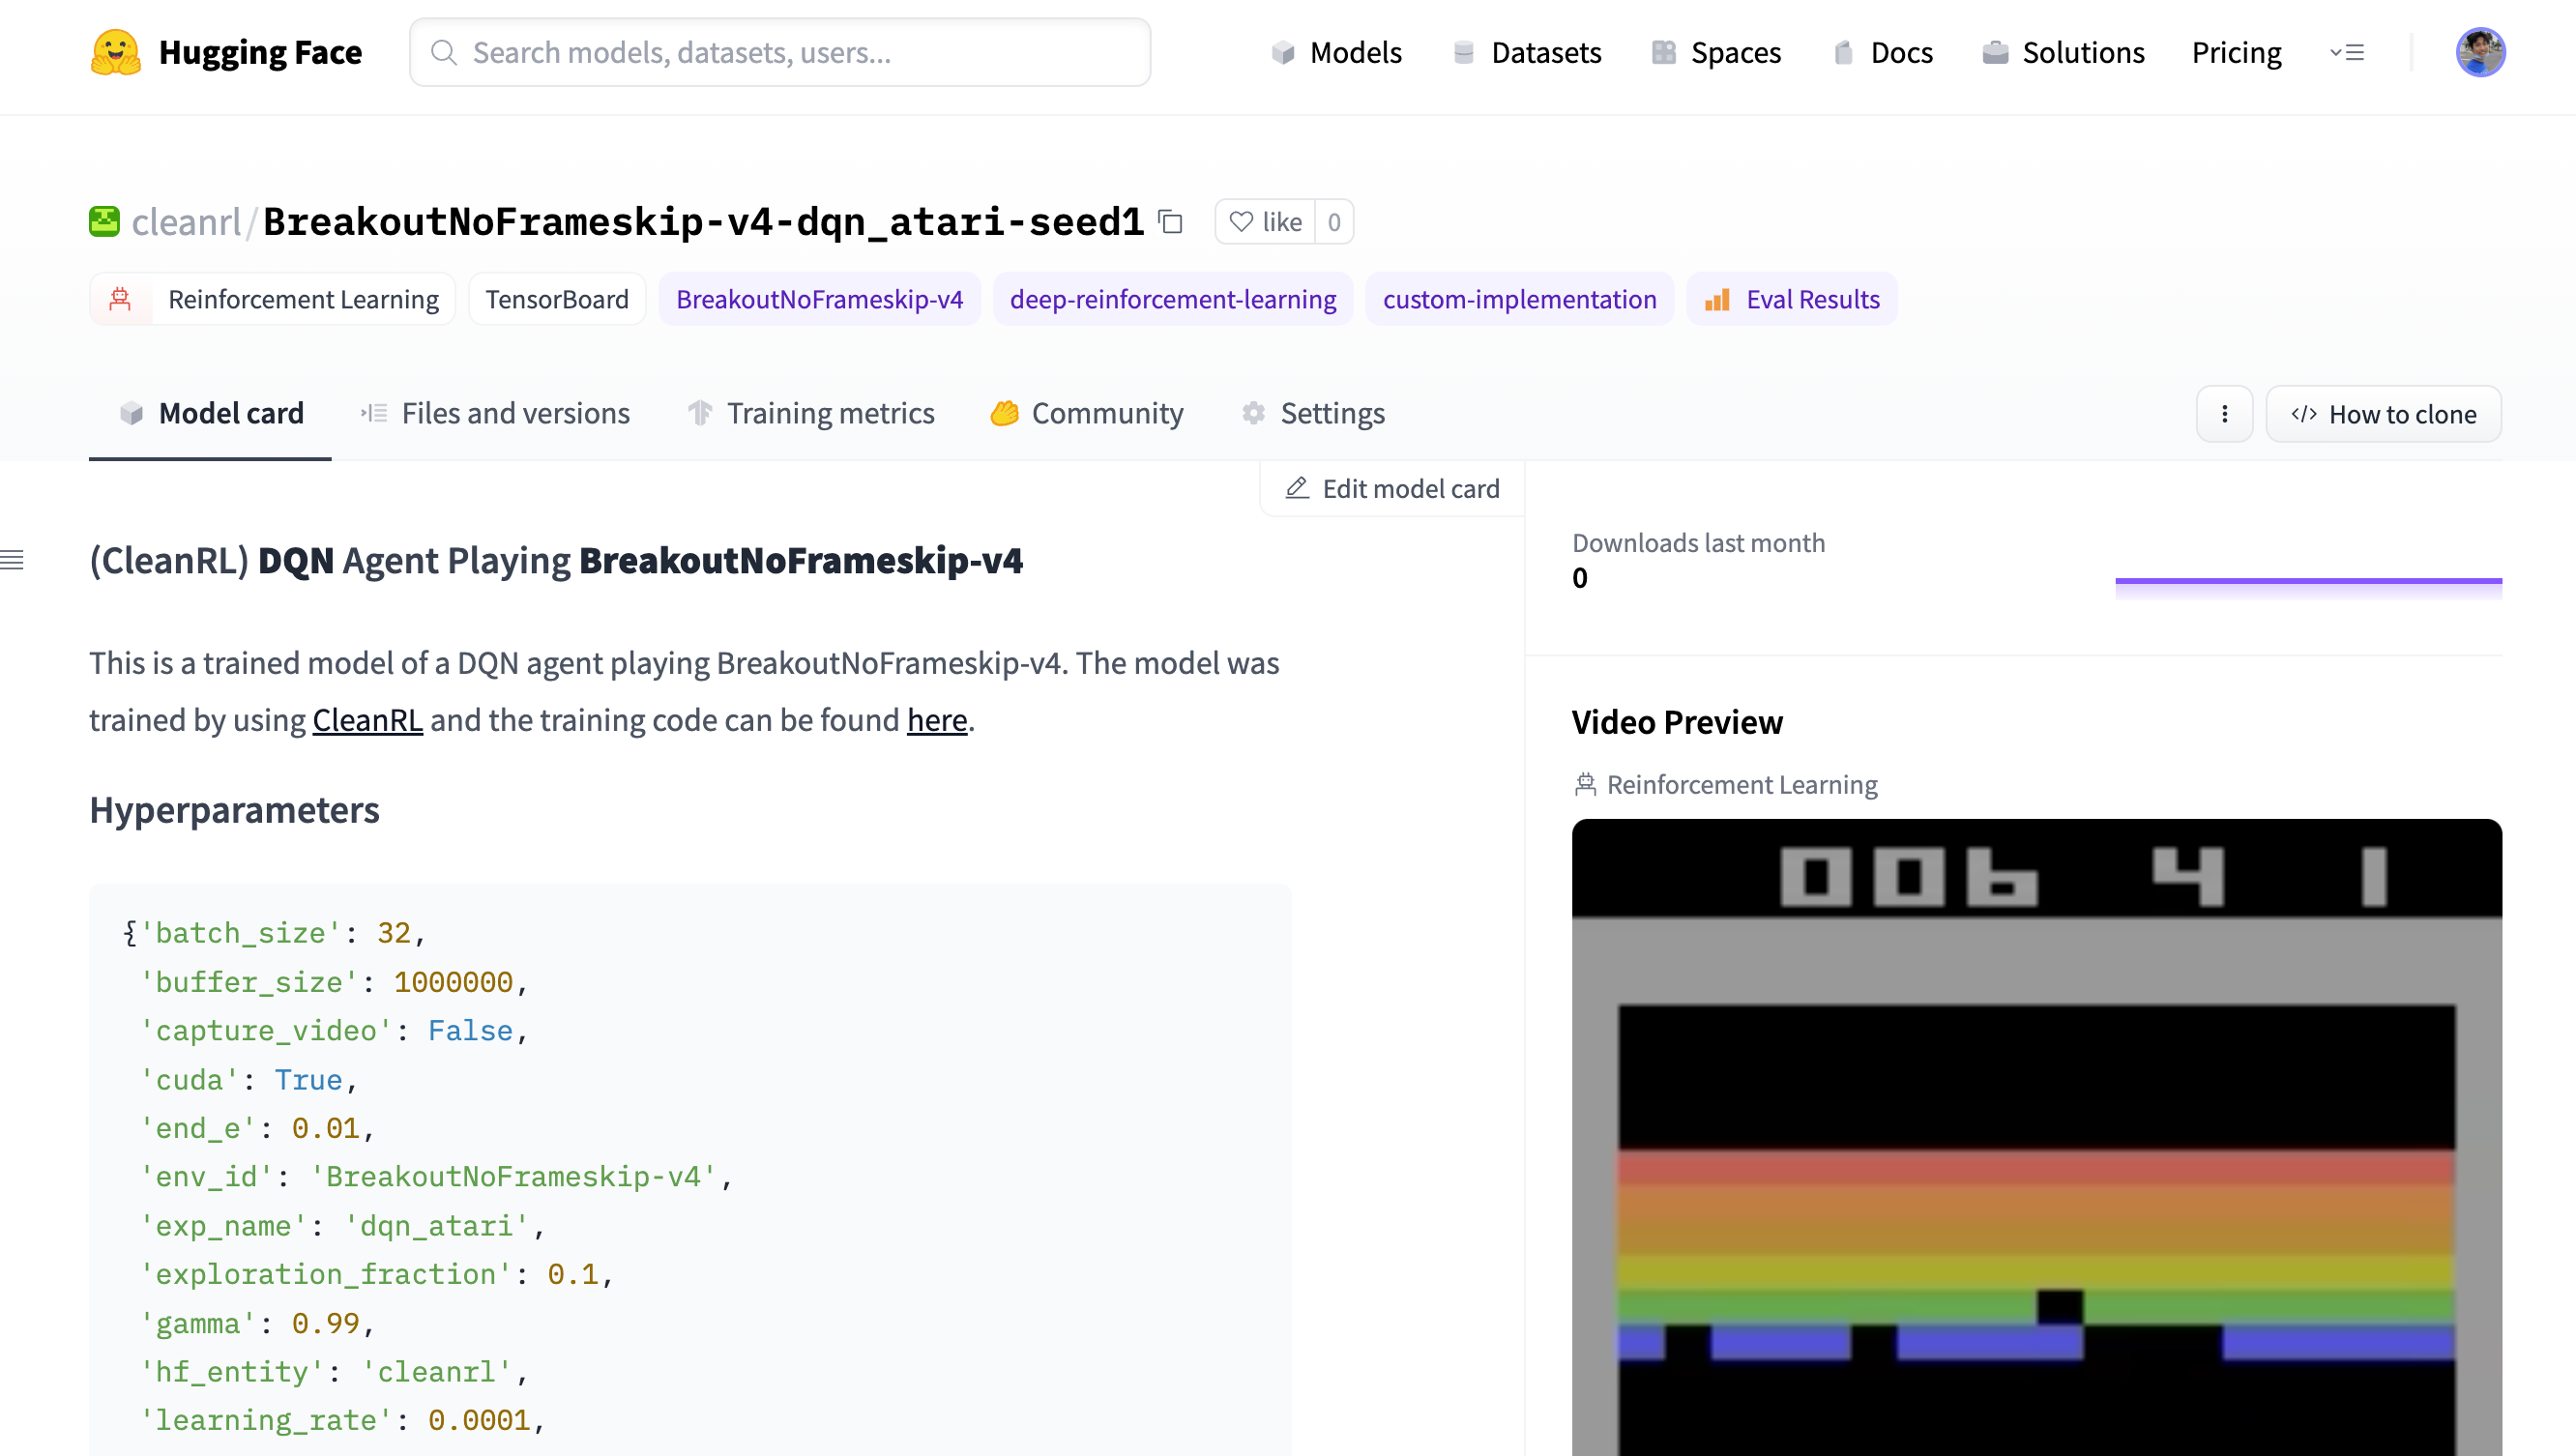 Hugging Face
Search models, datasets, users...
Models
Datasets
Spaces
Docs
Solutions
Pricing
cleanrl/BreakoutNoFrameskip-v4-dqn_atari-seed1
like 0
Reinforcement Learning
TensorBoard
BreakoutNoFrameskip-v4
deep-reinforcement-learning
custom-implementation
Eval Results
Model card
Files and versions
Training metrics
Community
Settings
</> How to clone
Edit model card
(CleanRL) DQN Agent Playing BreakoutNoFrameskip-v4
This is a trained model of a DQN agent playing BreakoutNoFrameskip-v4. The model was
trained by using CleanRL and the training code can be found here.
Hyperparameters
{'batch_size': 32,
'buffer_size': 1000000,
'capture_video': False,
'cuda': True,
'end_e': 0.01,
'env_id': 'BreakoutNoFrameskip-v4',
'exp_name': 'dqn_atari',
'exploration_fraction': 0.1,
'gamma': 0.99,
'hf_entity': 'cleanrl',
'learning_rate': 0.0001,
Downloads last month
0
Video Preview
Reinforcement Learning
006 4 1